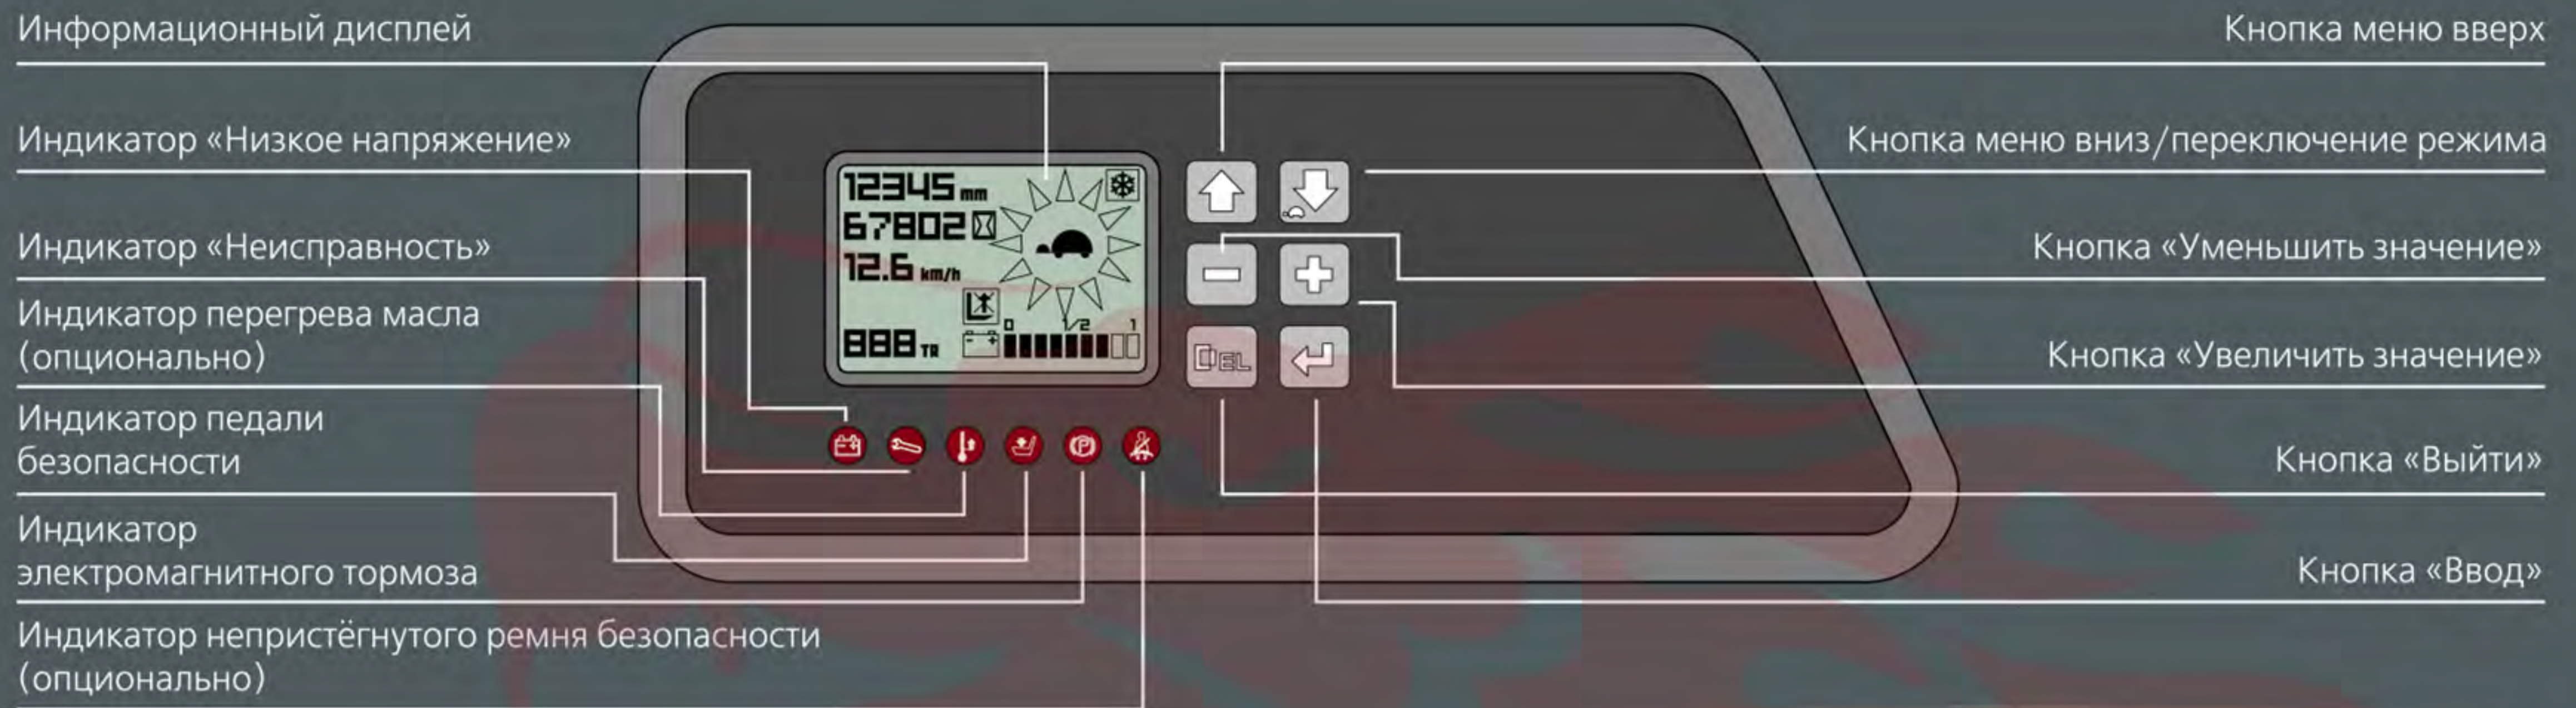 Информационный дисплей
Индикатор «Низкое напряжение»
Индикатор «Неисправность»
Индикатор перегрева масла
(опционально)
Индикатор педали
безопасности
Индикатор
электромагнитного тормоза
Индикатор непристёгнутого ремня безопасности
(опционально)
12345 mm
67802
12.6 km/h
0 1/2 1
888 TR
DEL
P
Кнопка меню вверх
Кнопка меню вниз/переключение режима
Кнопка «Уменьшить значение»
Кнопка «Увеличить значение»
Кнопка «Выйти»
Кнопка «Ввод»